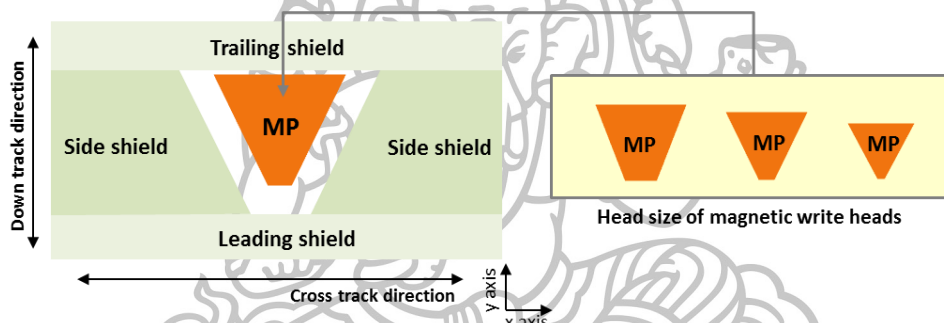 Trailing shield
MP
Side shield
Side shield
Leading shield
Down track direction
Cross track direction
y axis
x axis
MP
MP
MP
Head size of magnetic write heads